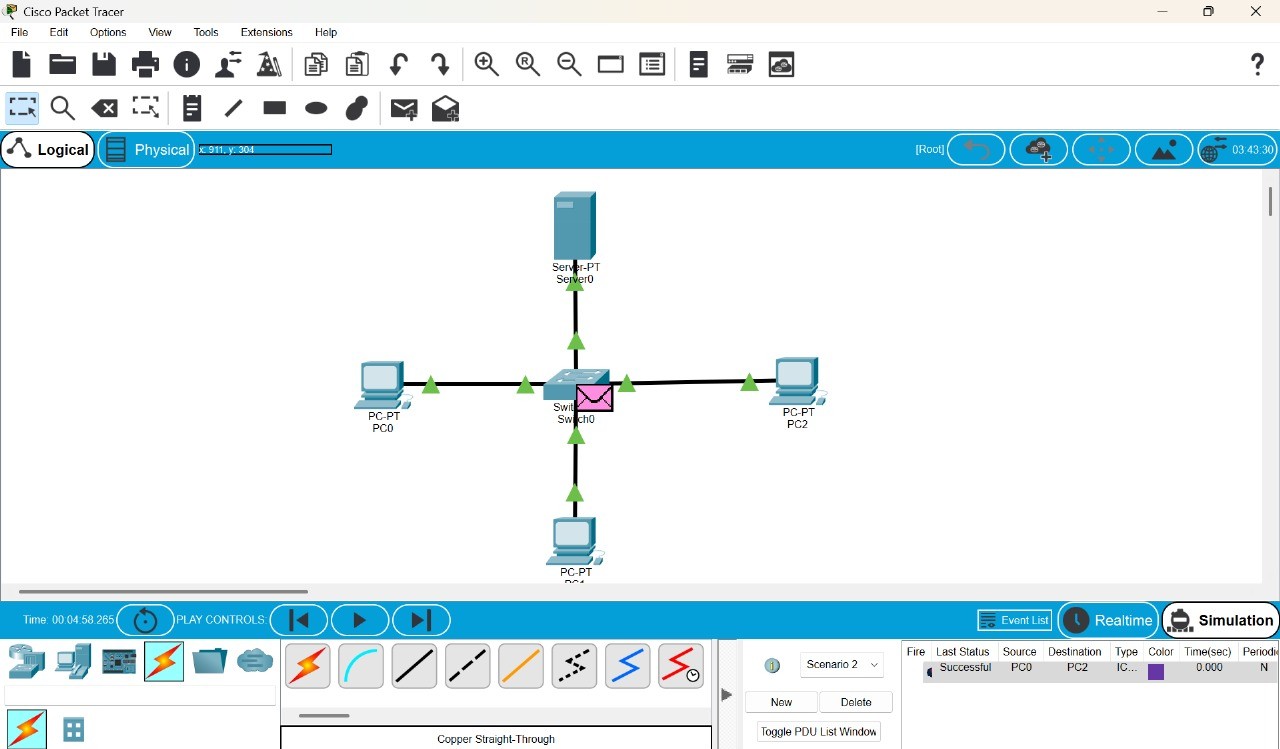 Cisco Packet Tracer
File Edit Options View Tools Extensions Help
R
?
Logical Physical x: 911, y: 304 [Root] 03:43:30
Server-PT
Server0
PC-PT
PC0
Switch0
PC-PT
PC2
PC-PT
Time: 00:04:58.265 PLAY CONTROLS: Event List Realtime Simulation
Fire Last Status Source Destination Type Color Time(sec) Periodic
Successful PC0 PC2 IC... 0.000 N
Scenario 2
New Delete
Toggle PDU List Window
Copper Straight-Through